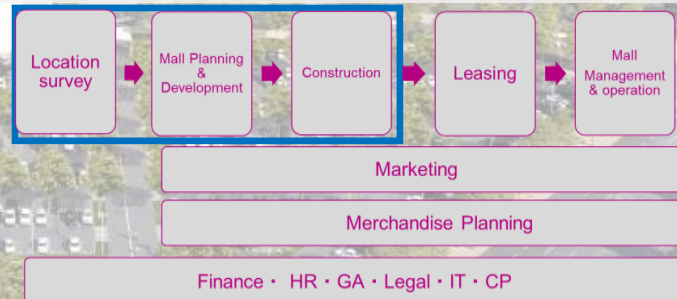 Location
survey
Mall Planning
&
Development
Construction
Leasing
Mall
Management
& operation
Marketing
Merchandise Planning
Finance・ HR・GA・Legal・IT・CP